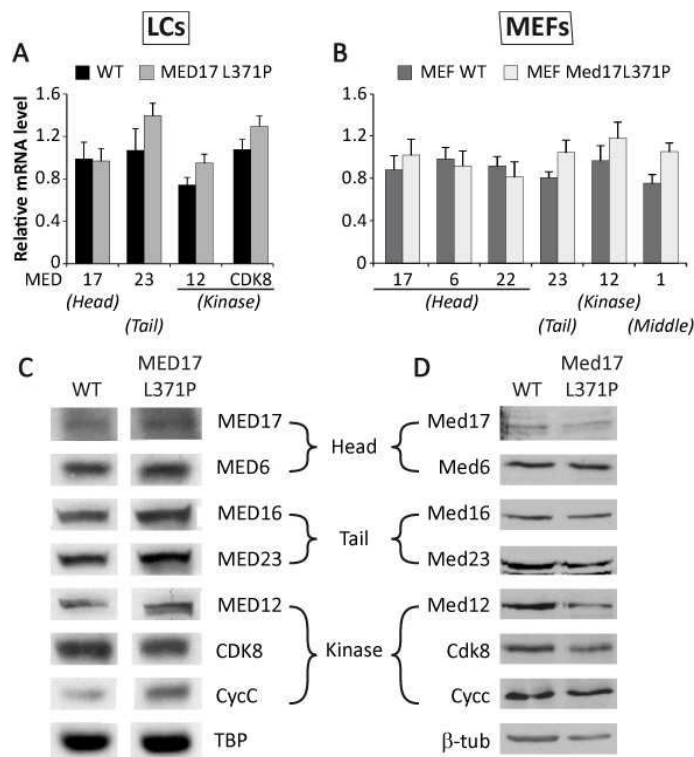 LCs
MEFs
A
WT MED17 L371P
Relative mRNA level
1.6
1.2
0.8
0.4
0
MED 17 23 12 CDK8
(Head) (Kinase)
(Tail)
B
MEF WT MEF Med17L371P
1.6
1.2
0.8
0.4
0
17 6 22 23 12 1
(Head) (Kinase)
(Tail) (Middle)
C
WT MED17 L371P
MED17
MED6
MED16
MED23
MED12
CDK8
CycC
TBP
Head
Tail
Kinase
D
WT Med17 L371P
Med17
Med6
Med16
Med23
Med12
Cdk8
Cycc
β-tub